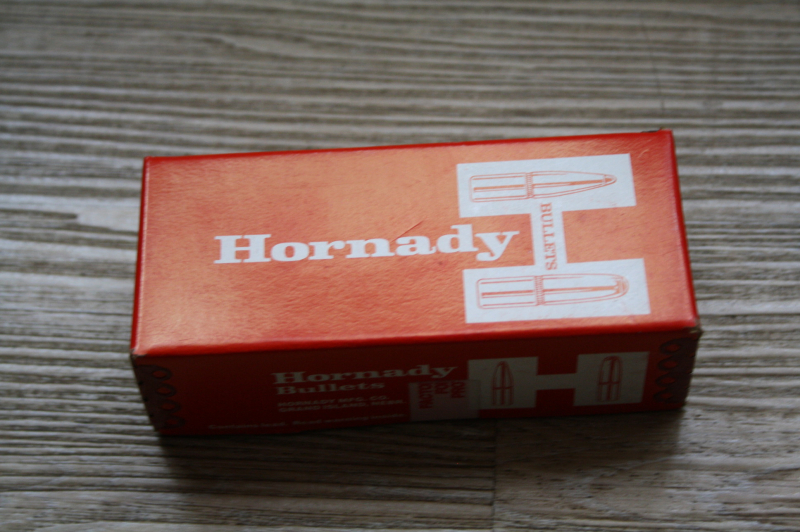 Hornady
BULLETS
Hornady
Bullets
HORNADY MFG. CO.
GRAND ISLAND, NEBR.